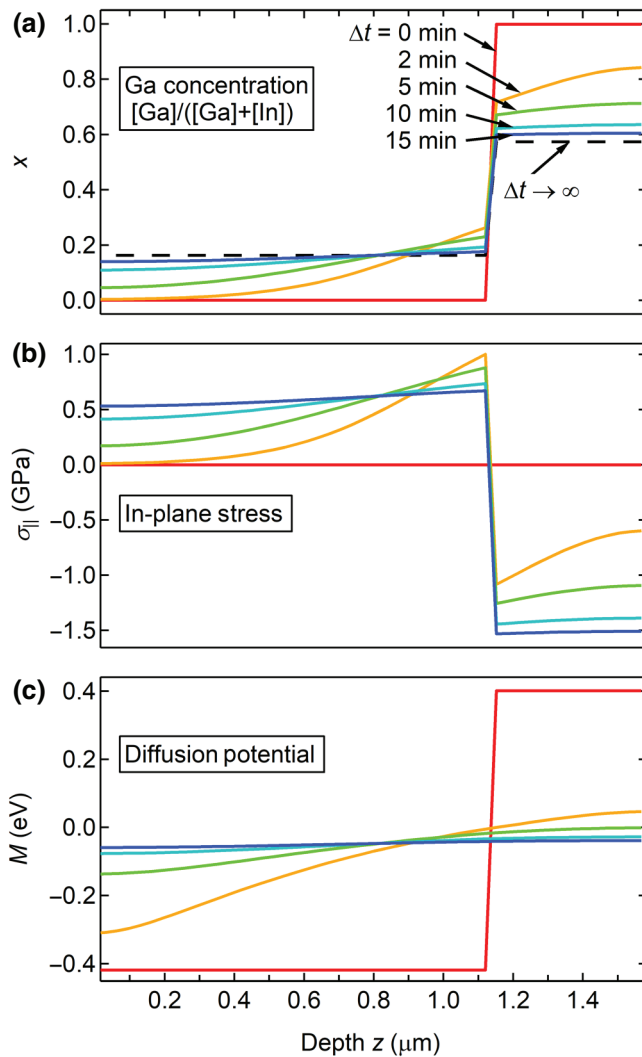 (a)
Δt = 0 min
2 min
5 min
10 min
15 min
Δt → ∞
Ga concentration
[Ga]/([Ga]+[In])
x
1.0
0.8
0.6
0.4
0.2
0.0
(b)
In-plane stress
σ|| (GPa)
1.0
0.5
0.0
−0.5
−1.0
−1.5
(c)
Diffusion potential
M (eV)
0.4
0.2
0.0
−0.2
−0.4
0.2 0.4 0.6 0.8 1.0 1.2 1.4
Depth z (μm)